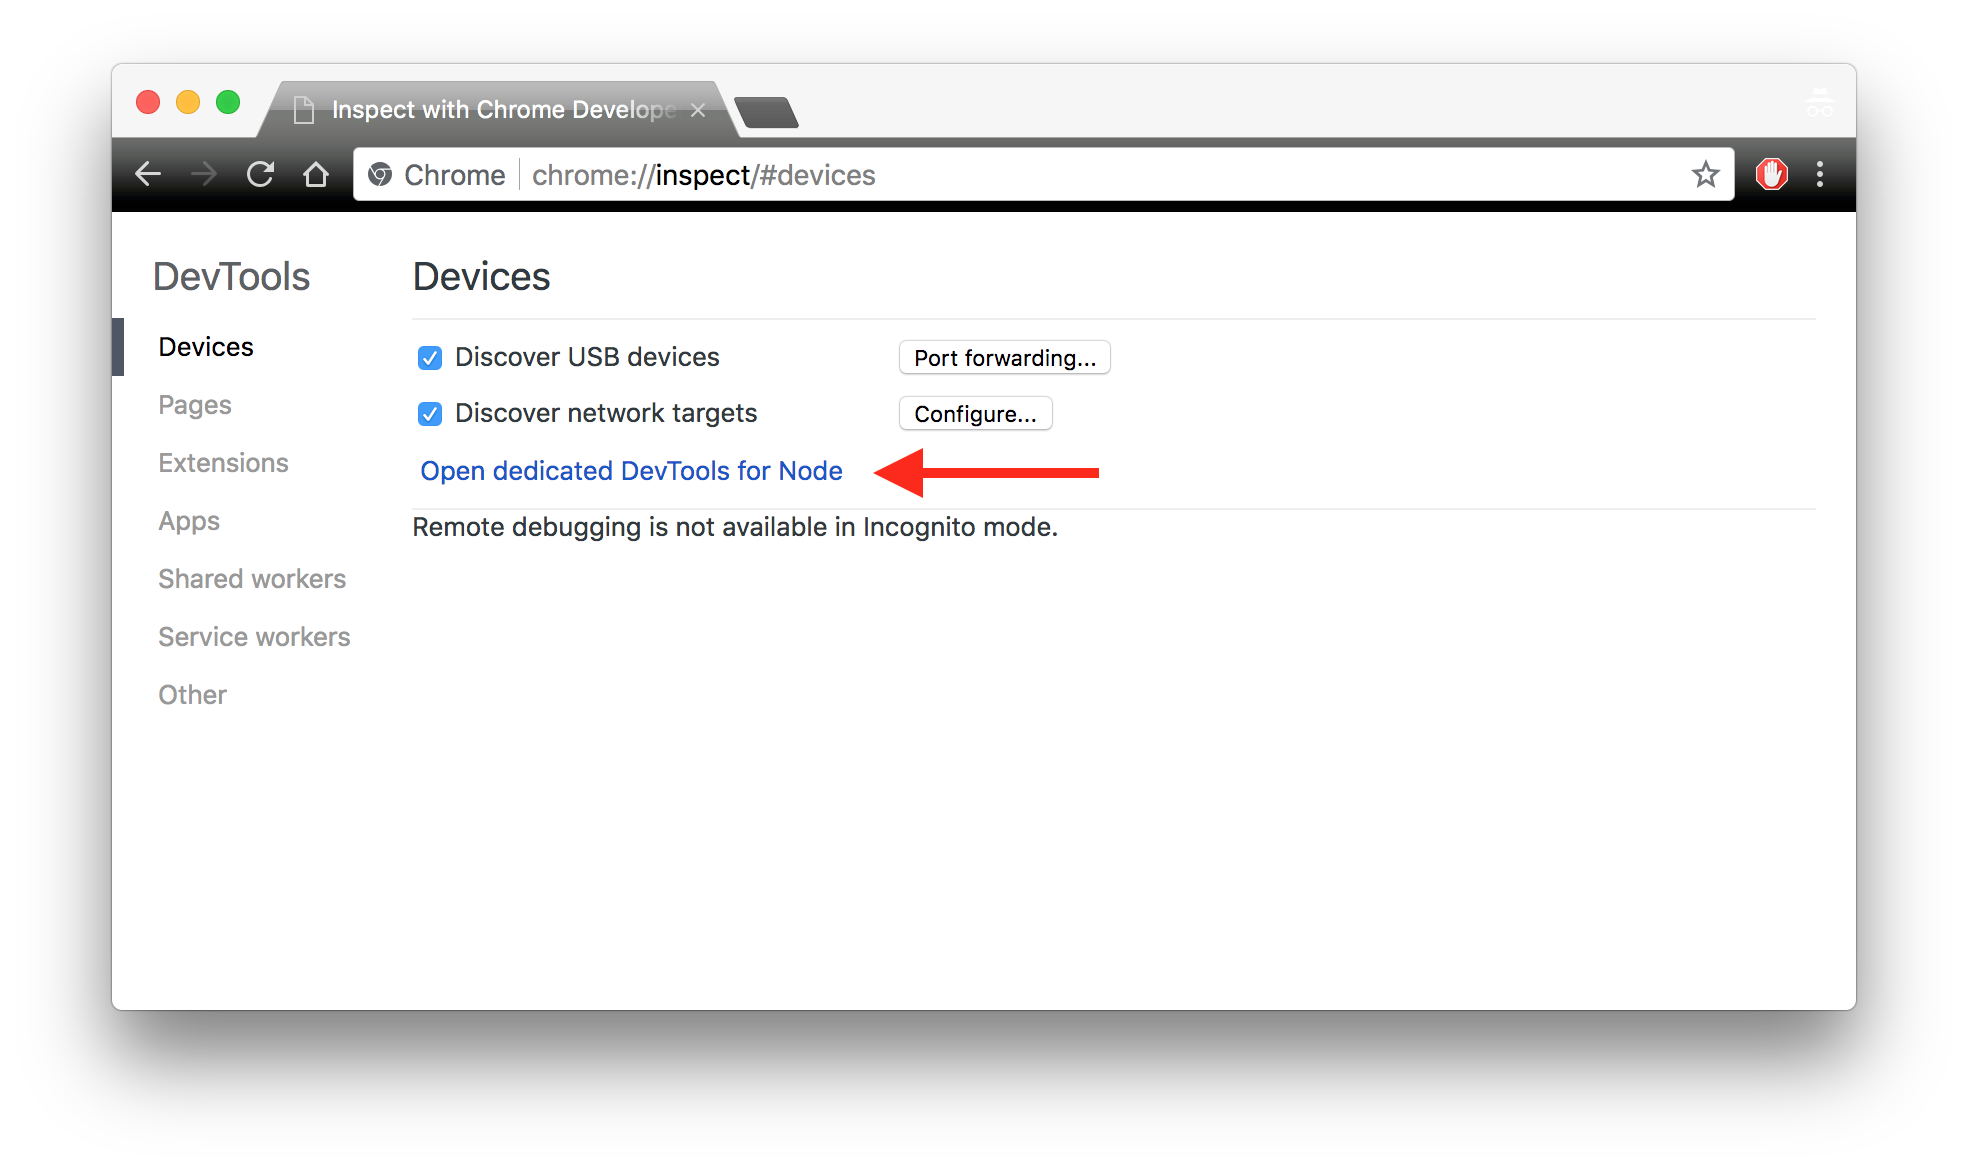 Inspect with Chrome Develope
Chrome chrome://inspect/#devices
DevTools
Devices
Pages
Extensions
Apps
Shared workers
Service workers
Other
Devices
Discover USB devices Port forwarding...
Discover network targets Configure...
Open dedicated DevTools for Node
Remote debugging is not available in Incognito mode.